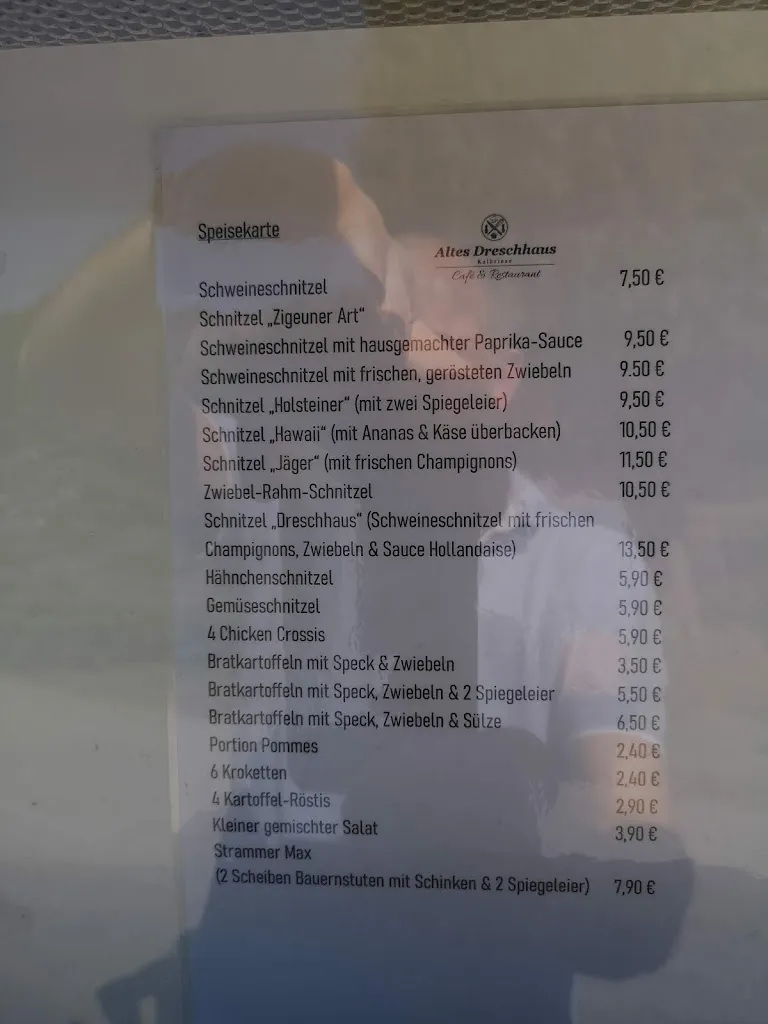 Speisekarte
Altes Dreschhaus
Café & Restaurant
Schweineschnitzel 7,50 €
Schnitzel „Zigeuner Art“
Schweineschnitzel mit hausgemachter Paprika-Sauce 9,50 €
Schweineschnitzel mit frischen, gerösteten Zwiebeln 9.50 €
Schnitzel „Holsteiner“ (mit zwei Spiegeleier) 9,50 €
Schnitzel „Hawaii“ (mit Ananas & Käse überbacken) 10,50 €
Schnitzel „Jäger“ (mit frischen Champignons) 11,50 €
Zwiebel-Rahm-Schnitzel 10,50 €
Schnitzel „Dreschhaus“ (Schweineschnitzel mit frischen
Champignons, Zwiebeln & Sauce Hollandaise) 13,50 €
Hähnchenschnitzel 5,90 €
Gemüseschnitzel 5,90 €
4 Chicken Crossis 5,90 €
Bratkartoffeln mit Speck & Zwiebeln 3,50 €
Bratkartoffeln mit Speck, Zwiebeln & 2 Spiegeleier 5,50 €
Bratkartoffeln mit Speck, Zwiebeln & Sülze 6,50 €
Portion Pommes 2,40 €
6 Kroketten 2,40 €
4 Kartoffel-Röstis 2,90 €
Kleiner gemischter Salat 3,90 €
Strammer Max
(2 Scheiben Bauernstuten mit Schinken & 2 Spiegeleier) 7,90 €